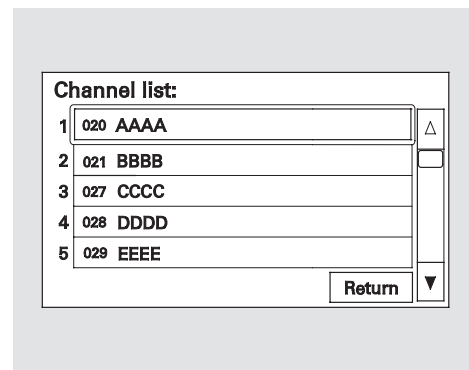 Channel list:
1 020 AAAA
2 021 BBBB
3 027 CCCC
4 028 DDDD
5 029 EEEE
Return